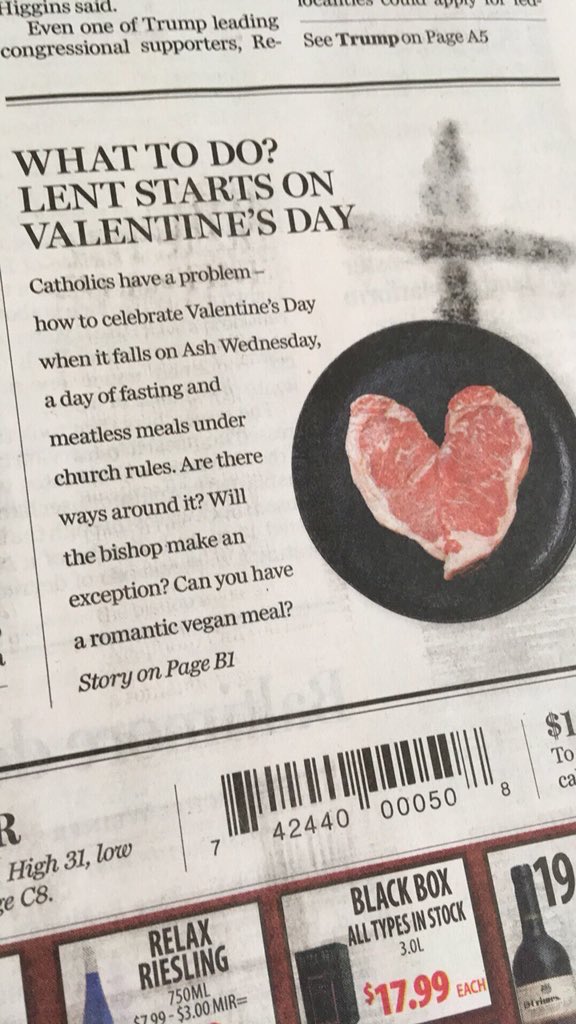 Higgins said.
Even one of Trump leading
congressional supporters, Re-
localities could apply for fed-
See Trump on Page A5
WHAT TO DO?
LENT STARTS ON
VALENTINE'S DAY
Catholics have a problem –
how to celebrate Valentine's Day
when it falls on Ash Wednesday,
a day of fasting and
meatless meals under
church rules. Are there
ways around it? Will
the bishop make an
exception? Can you have
a romantic vegan meal?
Story on Page B1
R
High 31, low
ge C8.
7 42440 00050 8
$1
To
ca
RELAX
RIESLING
750ML
$7.99 - $3.00 MIR=
BLACK BOX
ALL TYPES IN STOCK
3.0L
$17.99 EACH
19